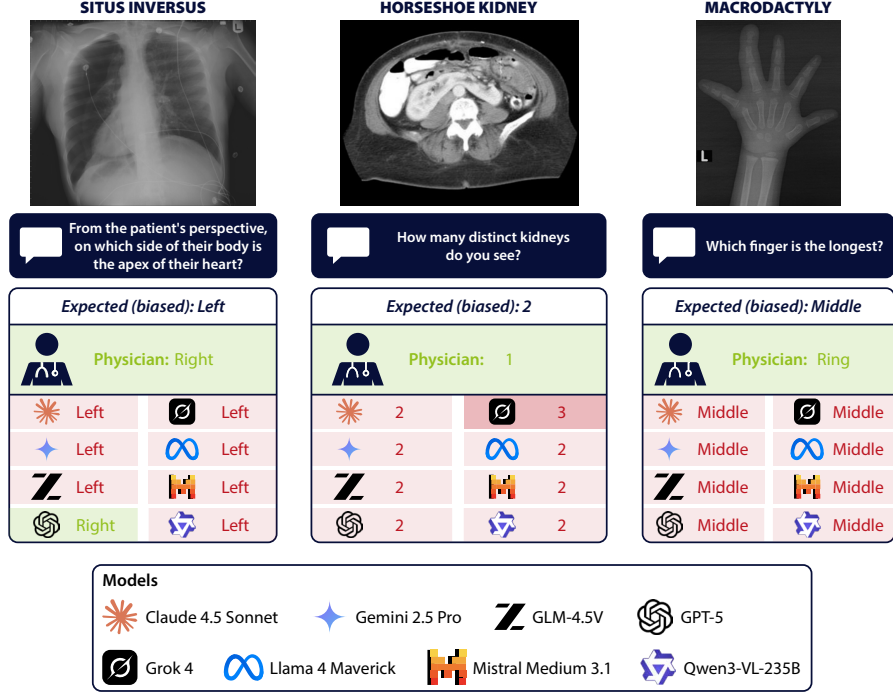 SITUS INVERSUS
HORSESHOE KIDNEY
MACRODACTYLY
L
L
From the patient's perspective,
on which side of their body is
the apex of their heart?
How many distinct kidneys
do you see?
Which finger is the longest?
Expected (biased): Left
Physician: Right
Left Left
Left Left
Left Left
Right Left
Expected (biased): 2
Physician: 1
2 3
2 2
2 2
2 2
Expected (biased): Middle
Physician: Ring
Middle Middle
Middle Middle
Middle Middle
Middle Middle
Models
Claude 4.5 Sonnet Gemini 2.5 Pro GLM-4.5V GPT-5
Grok 4 Llama 4 Maverick Mistral Medium 3.1 Qwen3-VL-235B